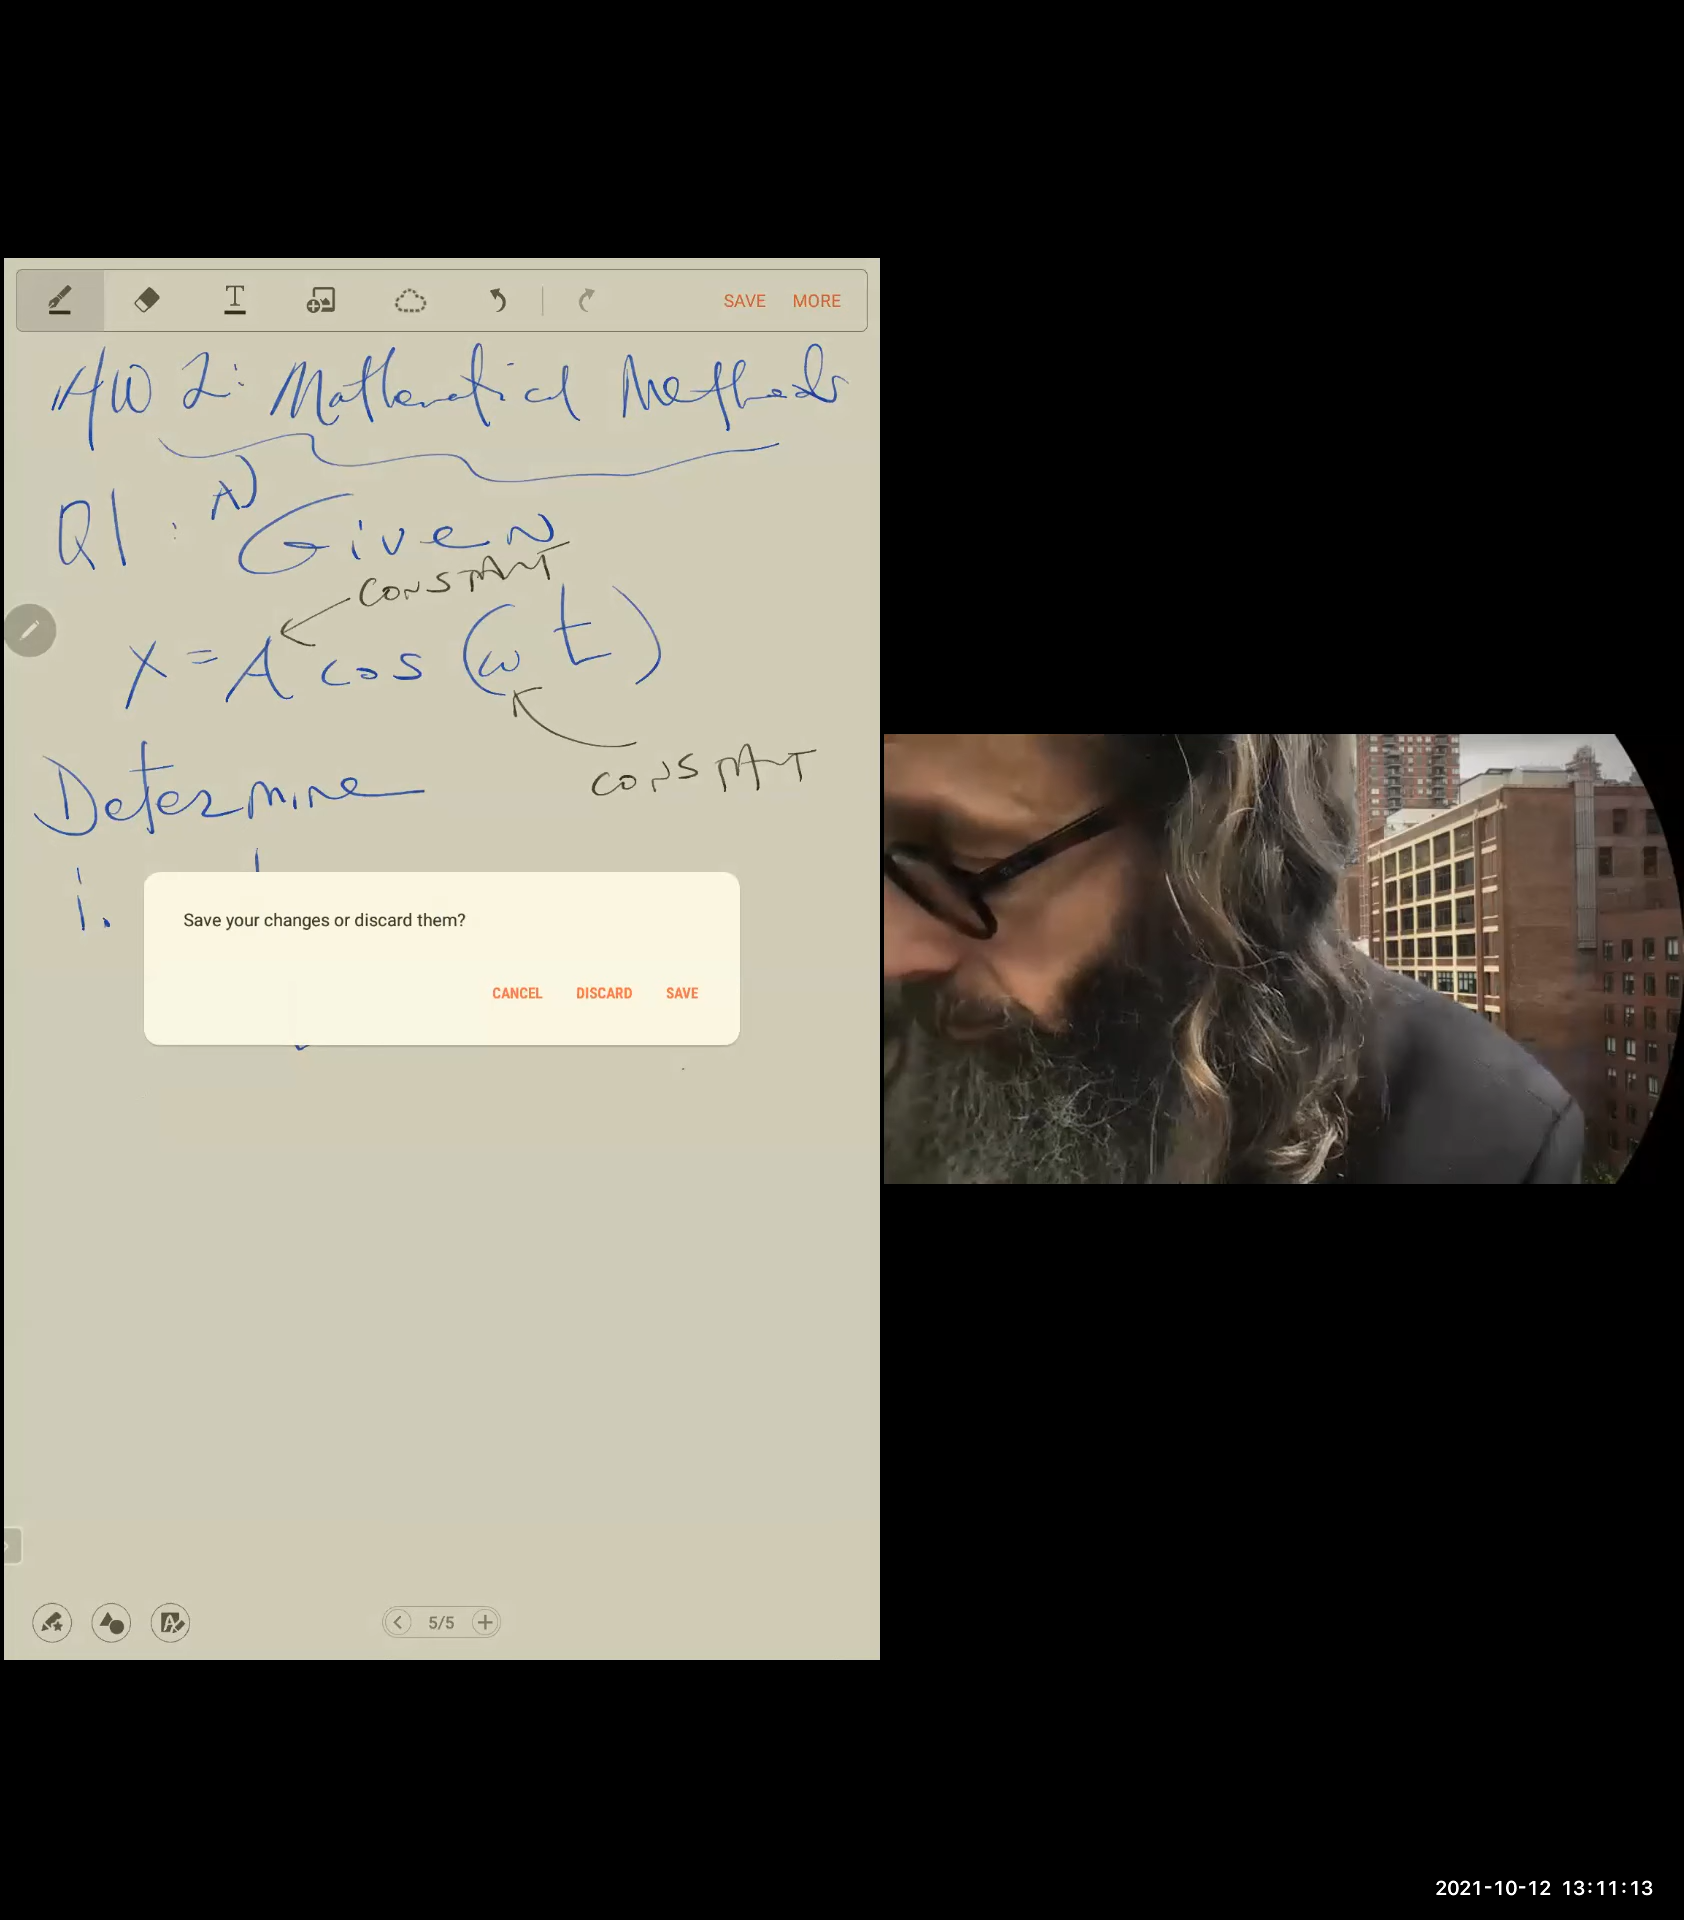 T SAVE MORE
HW 2: Mathematical Methods
Q1: A) Given
CONSTANT
X = A cos (ω t)
CONSTANT
Determine
i.
Save your changes or discard them?
CANCEL DISCARD SAVE
5/5
2021-10-12 13:11:13